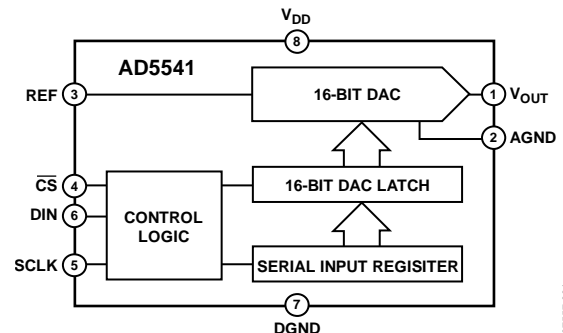 VDD
8
AD5541
REF 3
16-BIT DAC
1 VOUT
2 AGND
CS 4
16-BIT DAC LATCH
DIN 6
CONTROL
LOGIC
SCLK 5
SERIAL INPUT REGISITER
7
DGND